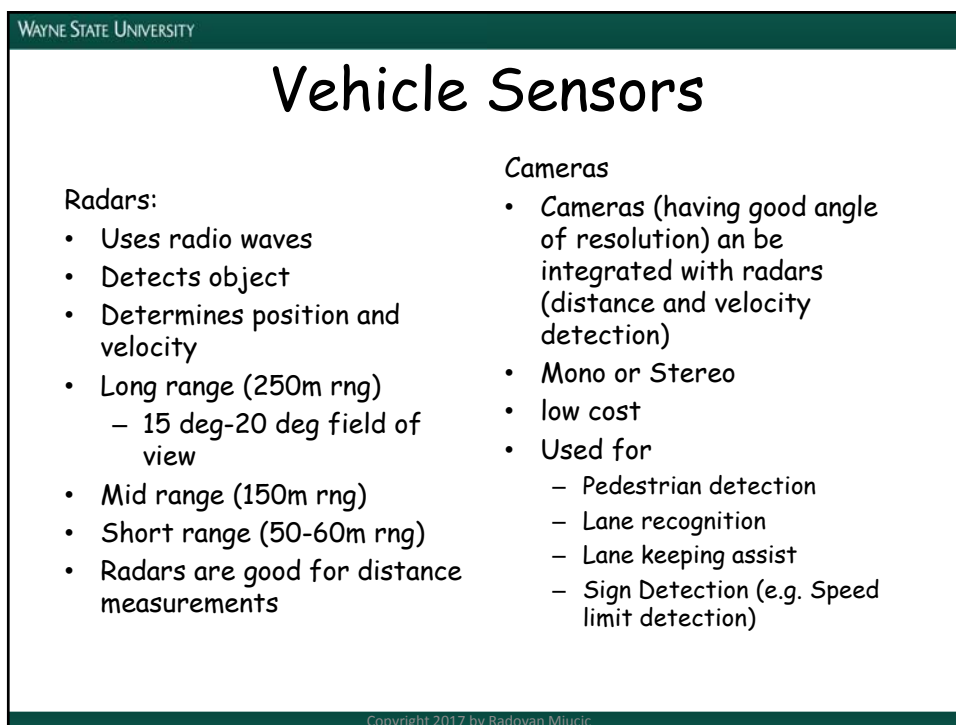 WAYNE STATE UNIVERSITY
Vehicle Sensors
Radars:
• Uses radio waves
• Detects object
• Determines position and
velocity
• Long range (250m rng)
– 15 deg-20 deg field of
view
• Mid range (150m rng)
• Short range (50-60m rng)
• Radars are good for distance
measurements
Cameras
• Cameras (having good angle
of resolution) an be
integrated with radars
(distance and velocity
detection)
• Mono or Stereo
• low cost
• Used for
– Pedestrian detection
– Lane recognition
– Lane keeping assist
– Sign Detection (e.g. Speed
limit detection)
Copyright 2017 by Radovan Miucic